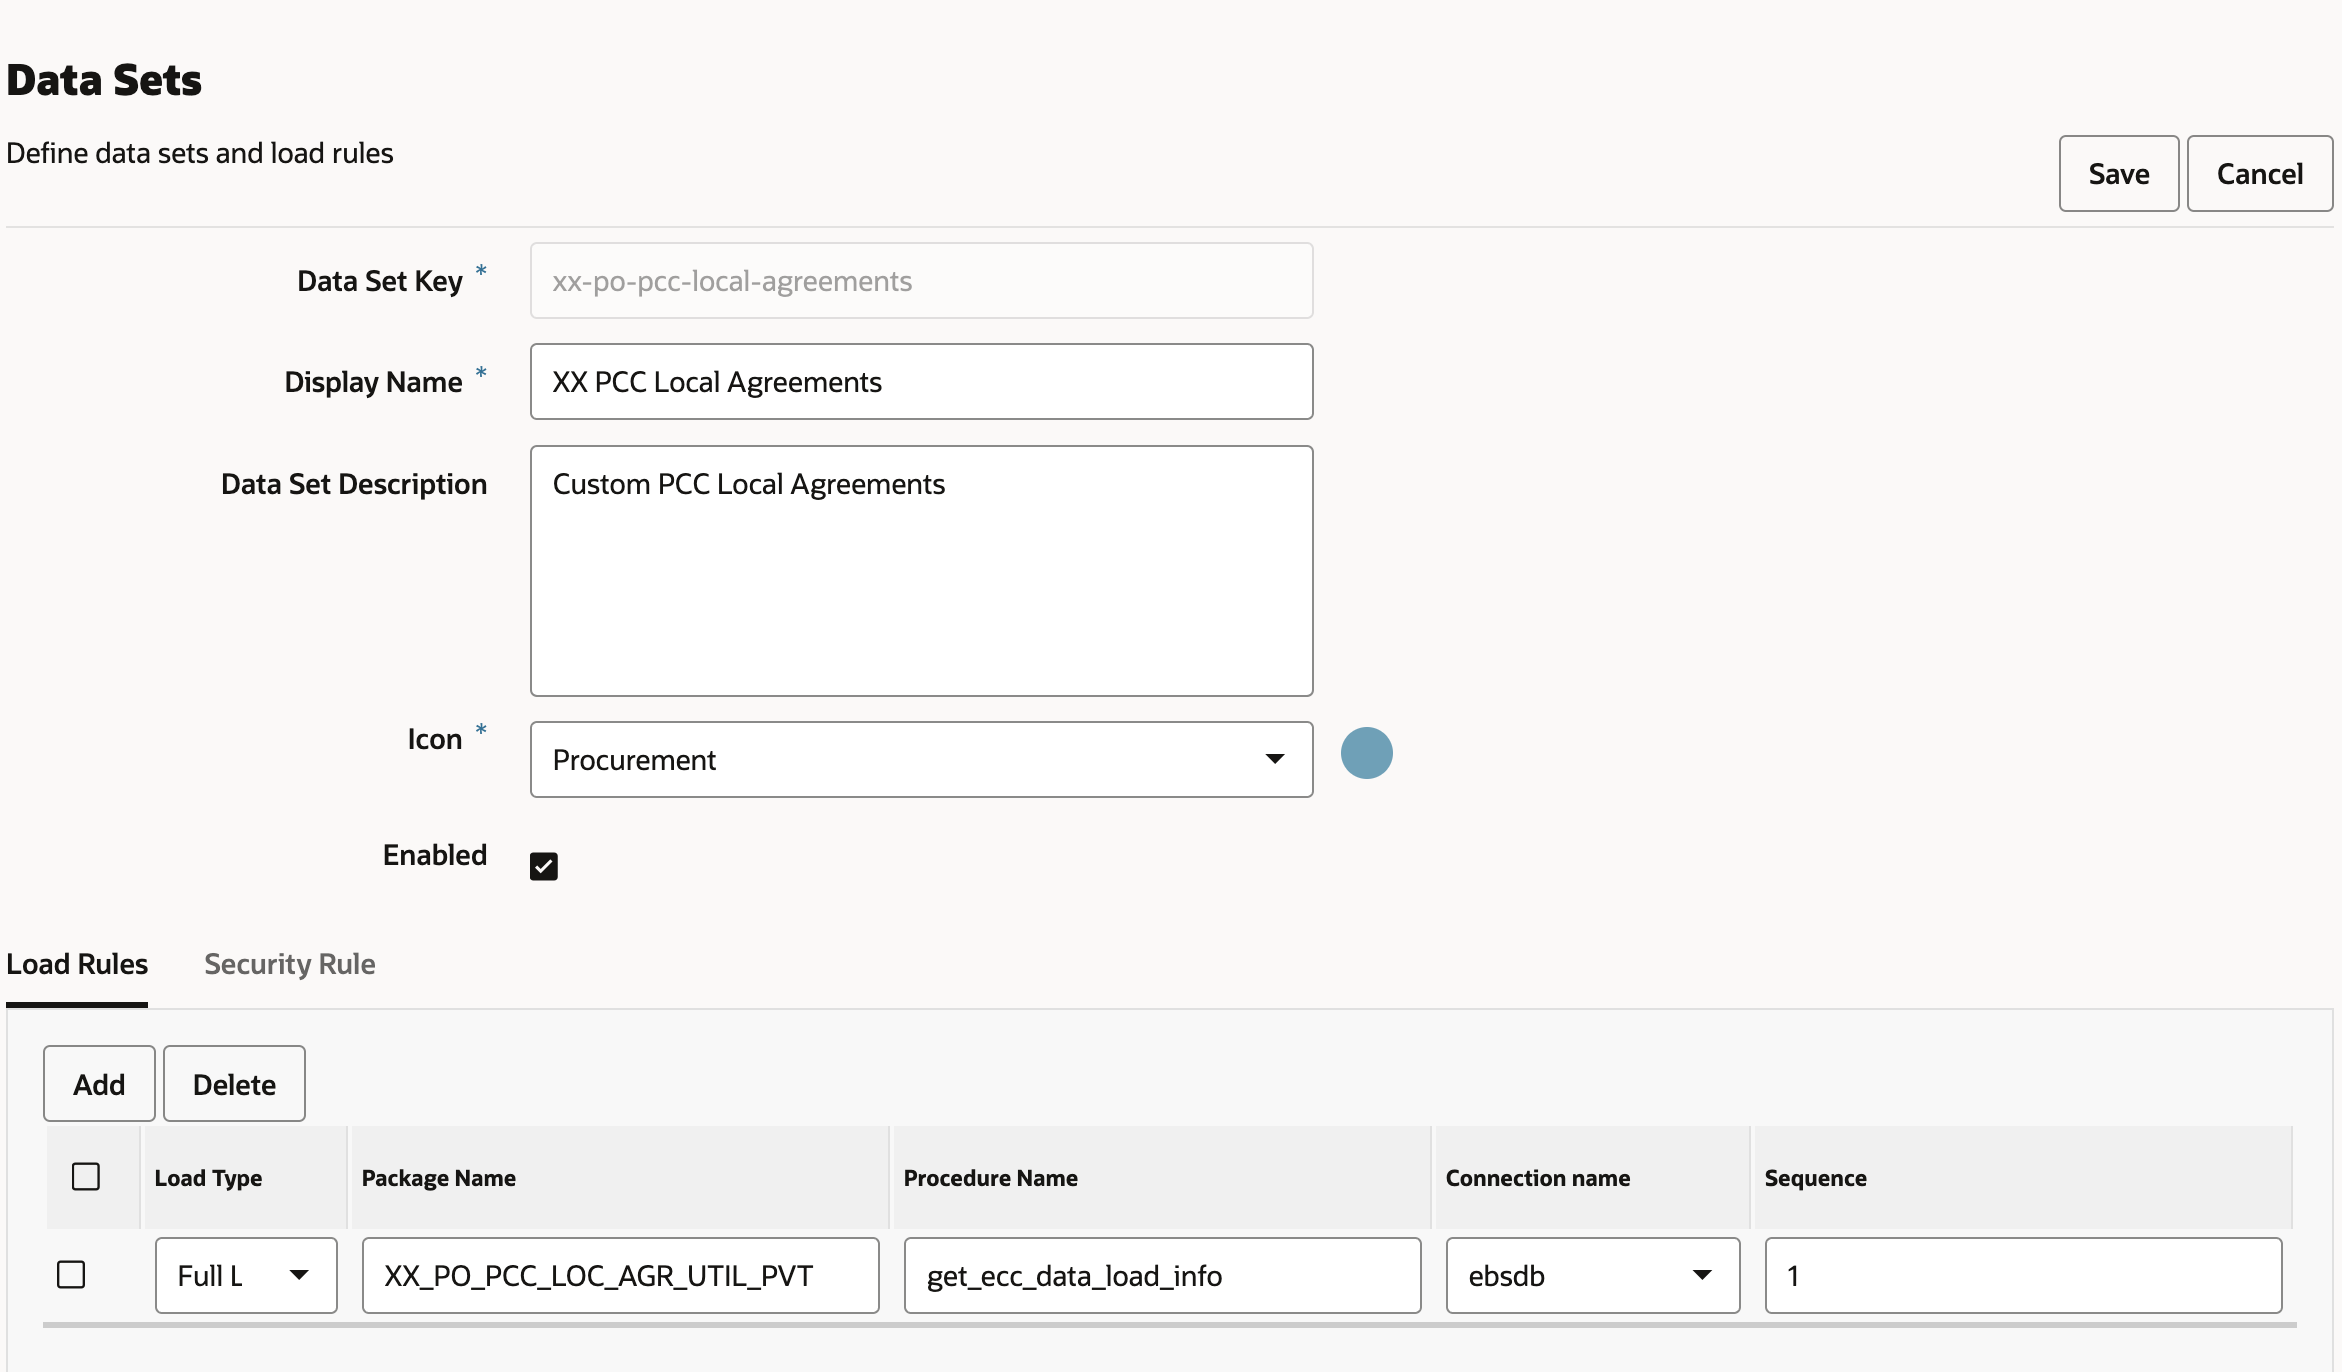 Data Sets
Define data sets and load rules
Save Cancel
Data Set Key * xx-po-pcc-local-agreements
Display Name * XX PCC Local Agreements
Data Set Description Custom PCC Local Agreements
Icon * Procurement
Enabled
Load Rules Security Rule
Add Delete
Load Type Package Name Procedure Name Connection name Sequence
Full L XX_PO_PCC_LOC_AGR_UTIL_PVT get_ecc_data_load_info ebsdb 1